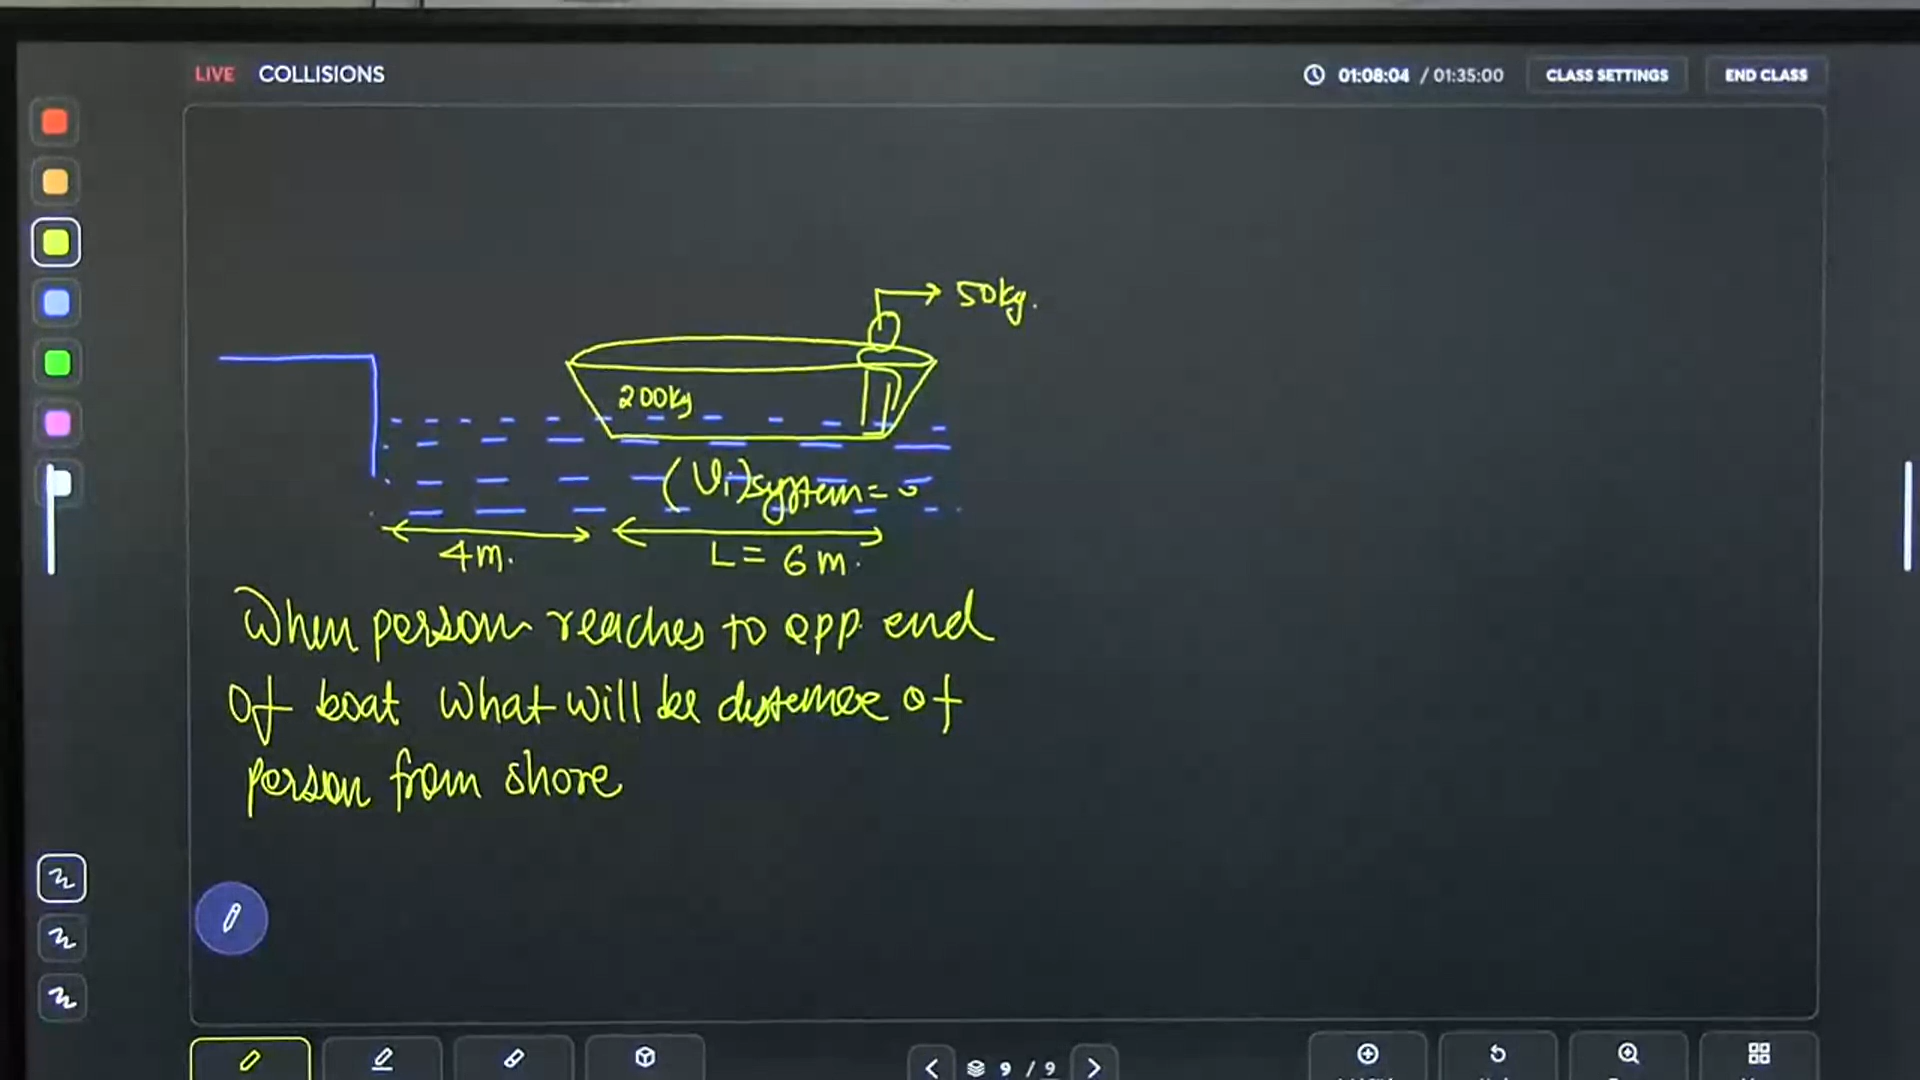 LIVE COLLISIONS 01:08:04 / 01:35:00 CLASS SETTINGS END CLASS
50kg.
200kg
(Ui)system = 0
4m. L = 6m.
When person reaches to opp. end
of boat what will be distance of
person from shore
9 / 9